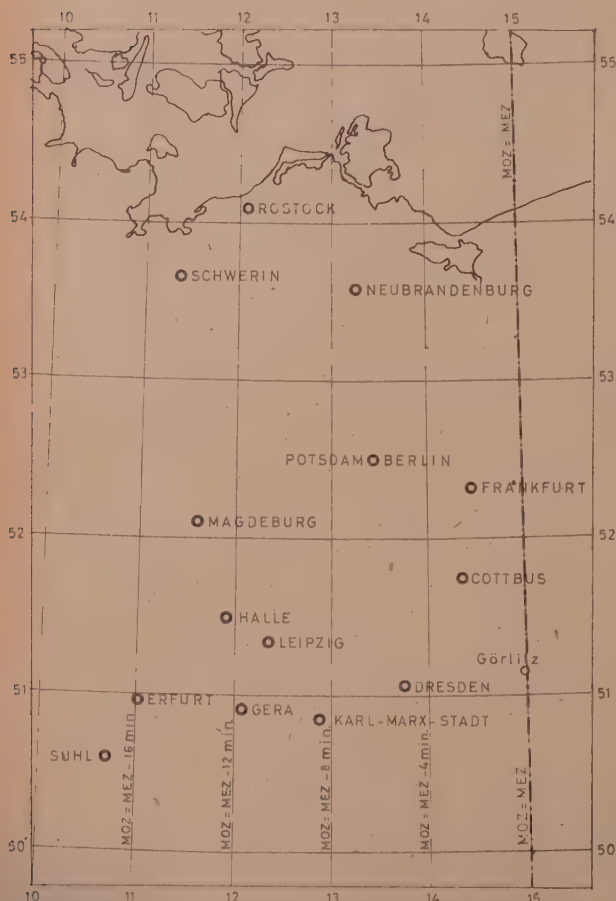 10 11 12 13 14 15
55 55
MOZ = MEZ
54 54
ROSTOCK
SCHWERIN
NEUBRANDENBURG
53 53
POTSDAM BERLIN
FRANKFURT
MAGDEBURG
52 52
COTTBUS
HALLE
LEIPZIG
Görlitz
DRESDEN
51 51
ERFURT
GERA
KARL-MARX-STADT
SUHL
MOZ = MEZ - 16 min.
MOZ = MEZ - 12 min.
MOZ = MEZ - 8 min.
MOZ = MEZ - 4 min.
MOZ = MEZ
50 50
10 11 12 13 14 15